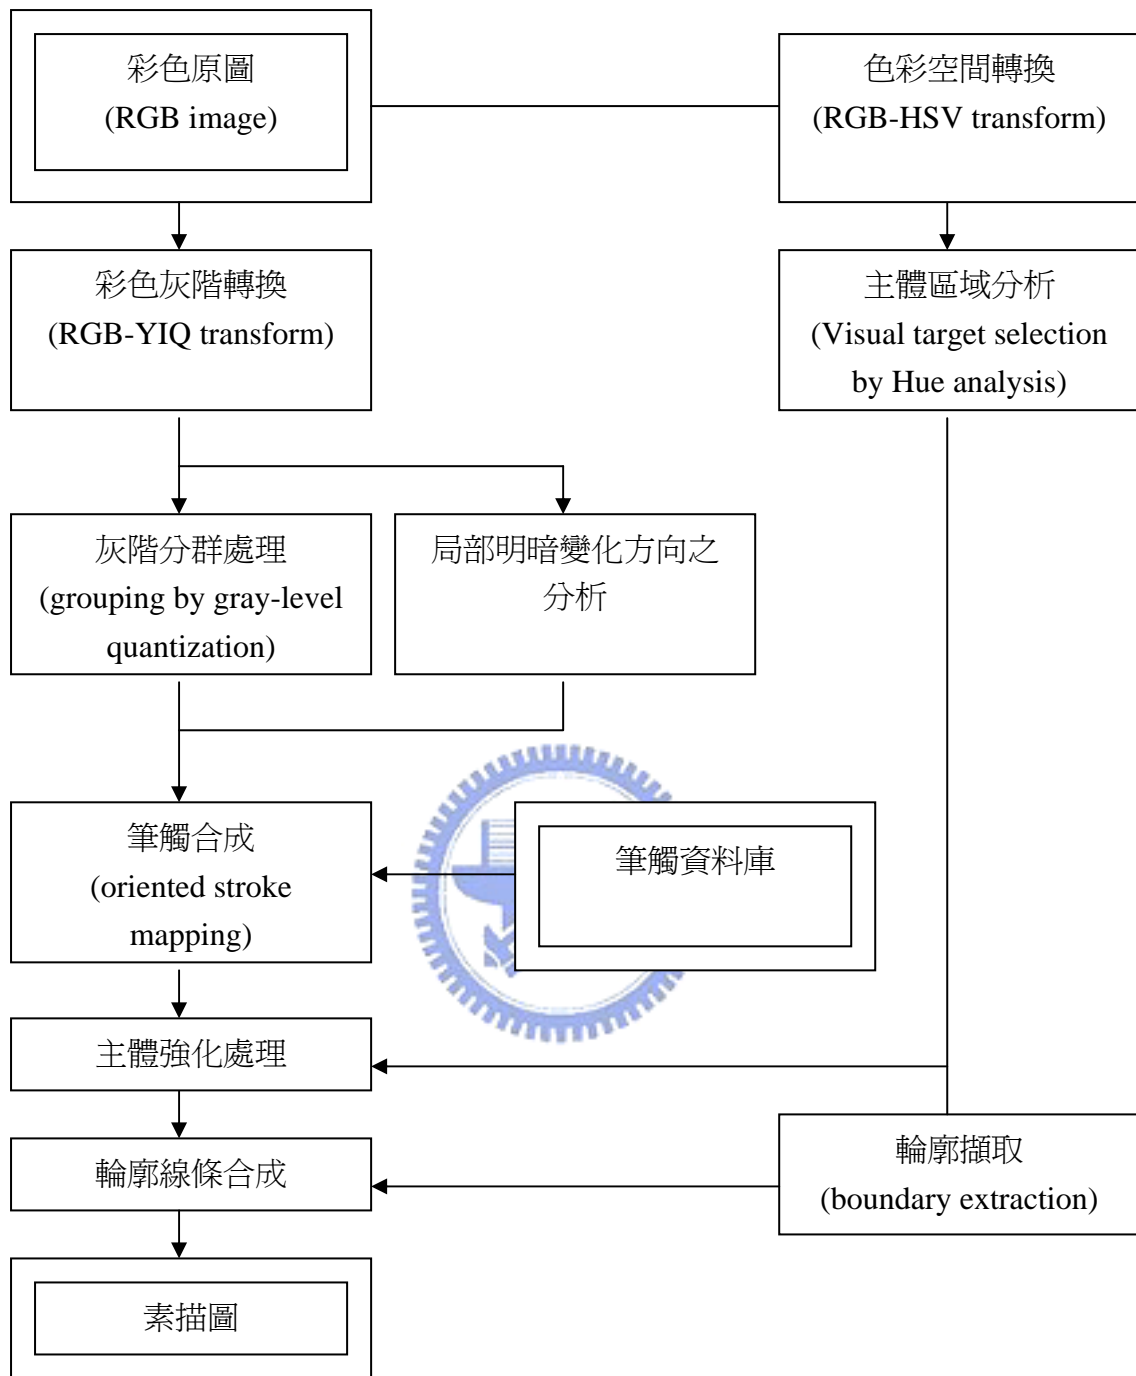 彩色原圖
(RGB image)
色彩空間轉換
(RGB-HSV transform)
彩色灰階轉換
(RGB-YIQ transform)
主體區域分析
(Visual target selection
by Hue analysis)
灰階分群處理
(grouping by gray-level
quantization)
局部明暗變化方向之
分析
筆觸合成
(oriented stroke
mapping)
筆觸資料庫
主體強化處理
輪廓線條合成
輪廓擷取
(boundary extraction)
素描圖